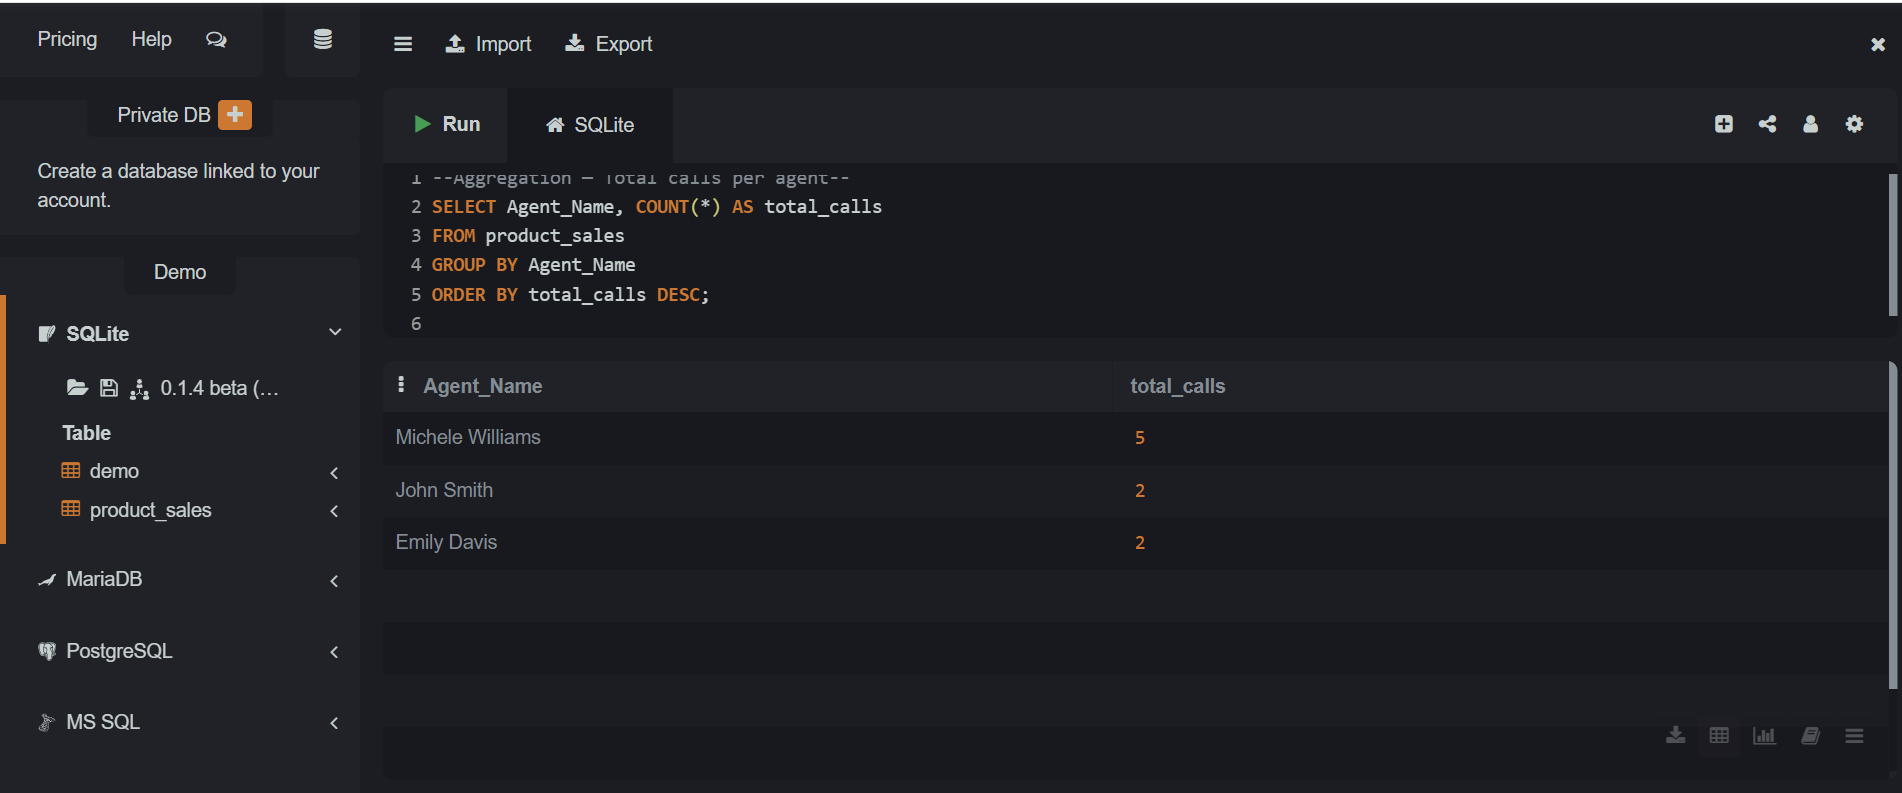 Pricing Help
Import Export
Private DB
Create a database linked to your
account.
Demo
SQLite
0.1.4 beta (...
Table
demo
product_sales
MariaDB
PostgreSQL
MS SQL
Run SQLite
1 --Aggregation — Total calls per agent--
2 SELECT Agent_Name, COUNT(*) AS total_calls
3 FROM product_sales
4 GROUP BY Agent_Name
5 ORDER BY total_calls DESC;
6
Agent_Name total_calls
Michele Williams 5
John Smith 2
Emily Davis 2